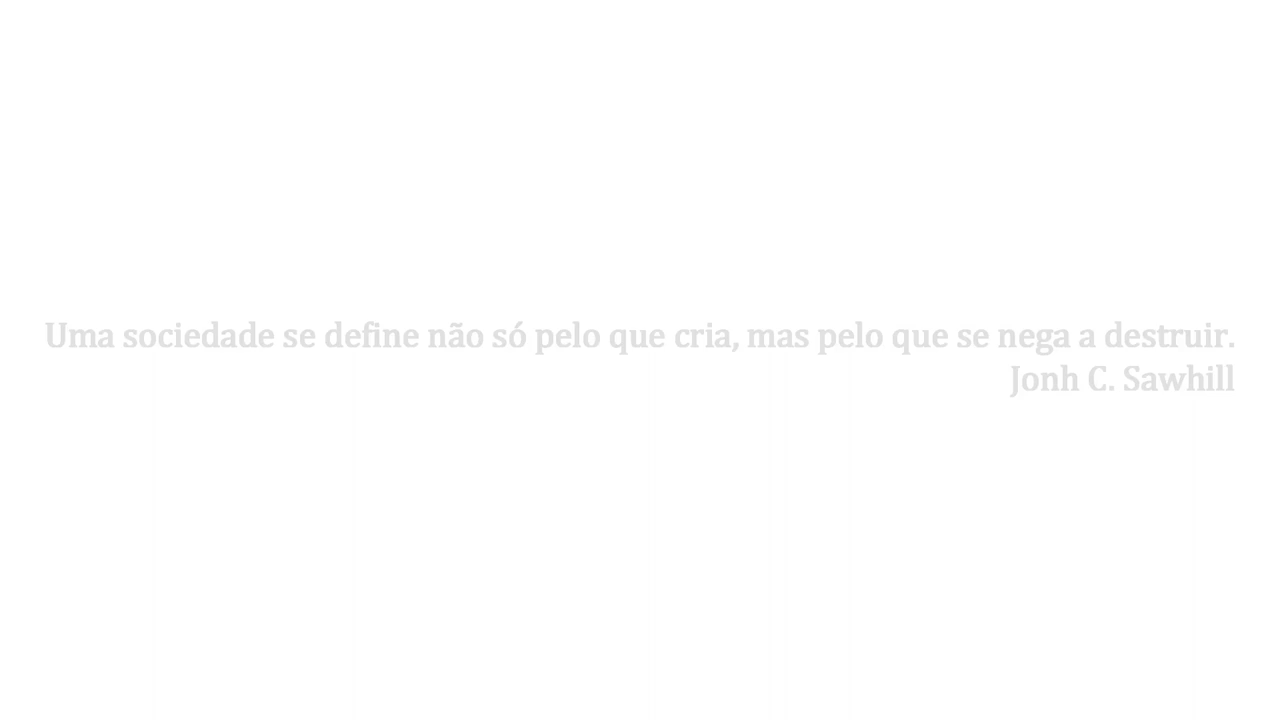 Uma sociedade se define não só pelo que cria, mas pelo que se nega a destruir.
Jonh C. Sawhill